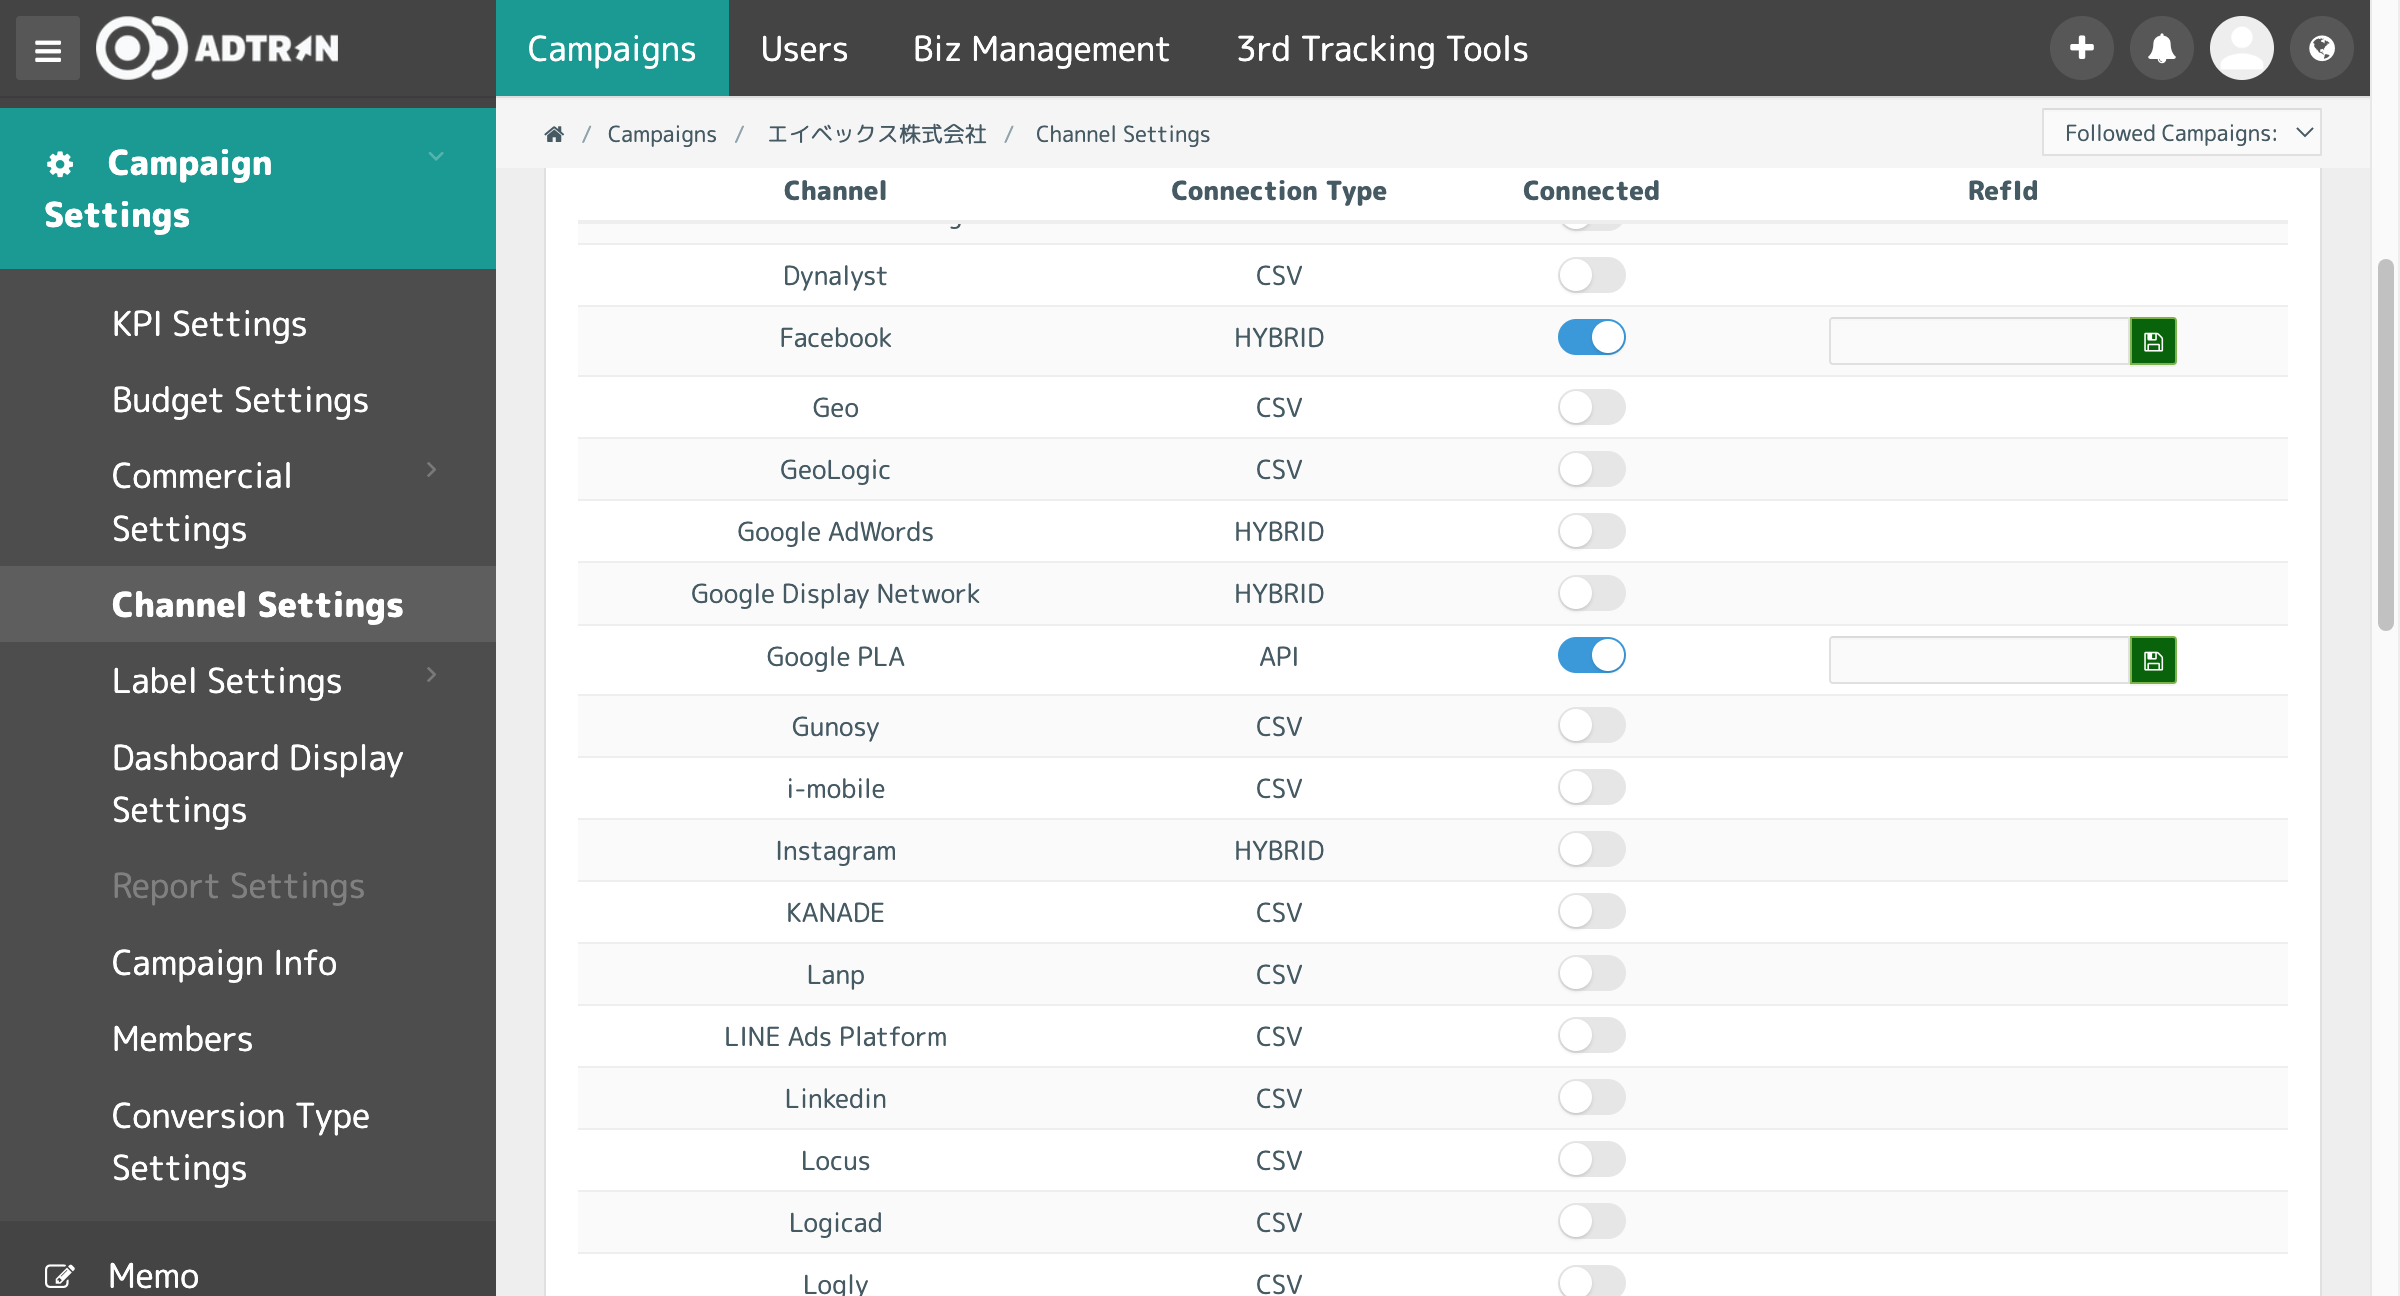 ADTRAN
Campaigns
Users
Biz Management
3rd Tracking Tools
Campaign
Settings
KPI Settings
Budget Settings
Commercial
Settings
Channel Settings
Label Settings
Dashboard Display
Settings
Report Settings
Campaign Info
Members
Conversion Type
Settings
Memo
/ Campaigns / エイベックス株式会社 / Channel Settings
Followed Campaigns:
Channel Connection Type Connected RefId
Dynalyst CSV
Facebook HYBRID
Geo CSV
GeoLogic CSV
Google AdWords HYBRID
Google Display Network HYBRID
Google PLA API
Gunosy CSV
i-mobile CSV
Instagram HYBRID
KANADE CSV
Lanp CSV
LINE Ads Platform CSV
Linkedin CSV
Locus CSV
Logicad CSV
Logly CSV